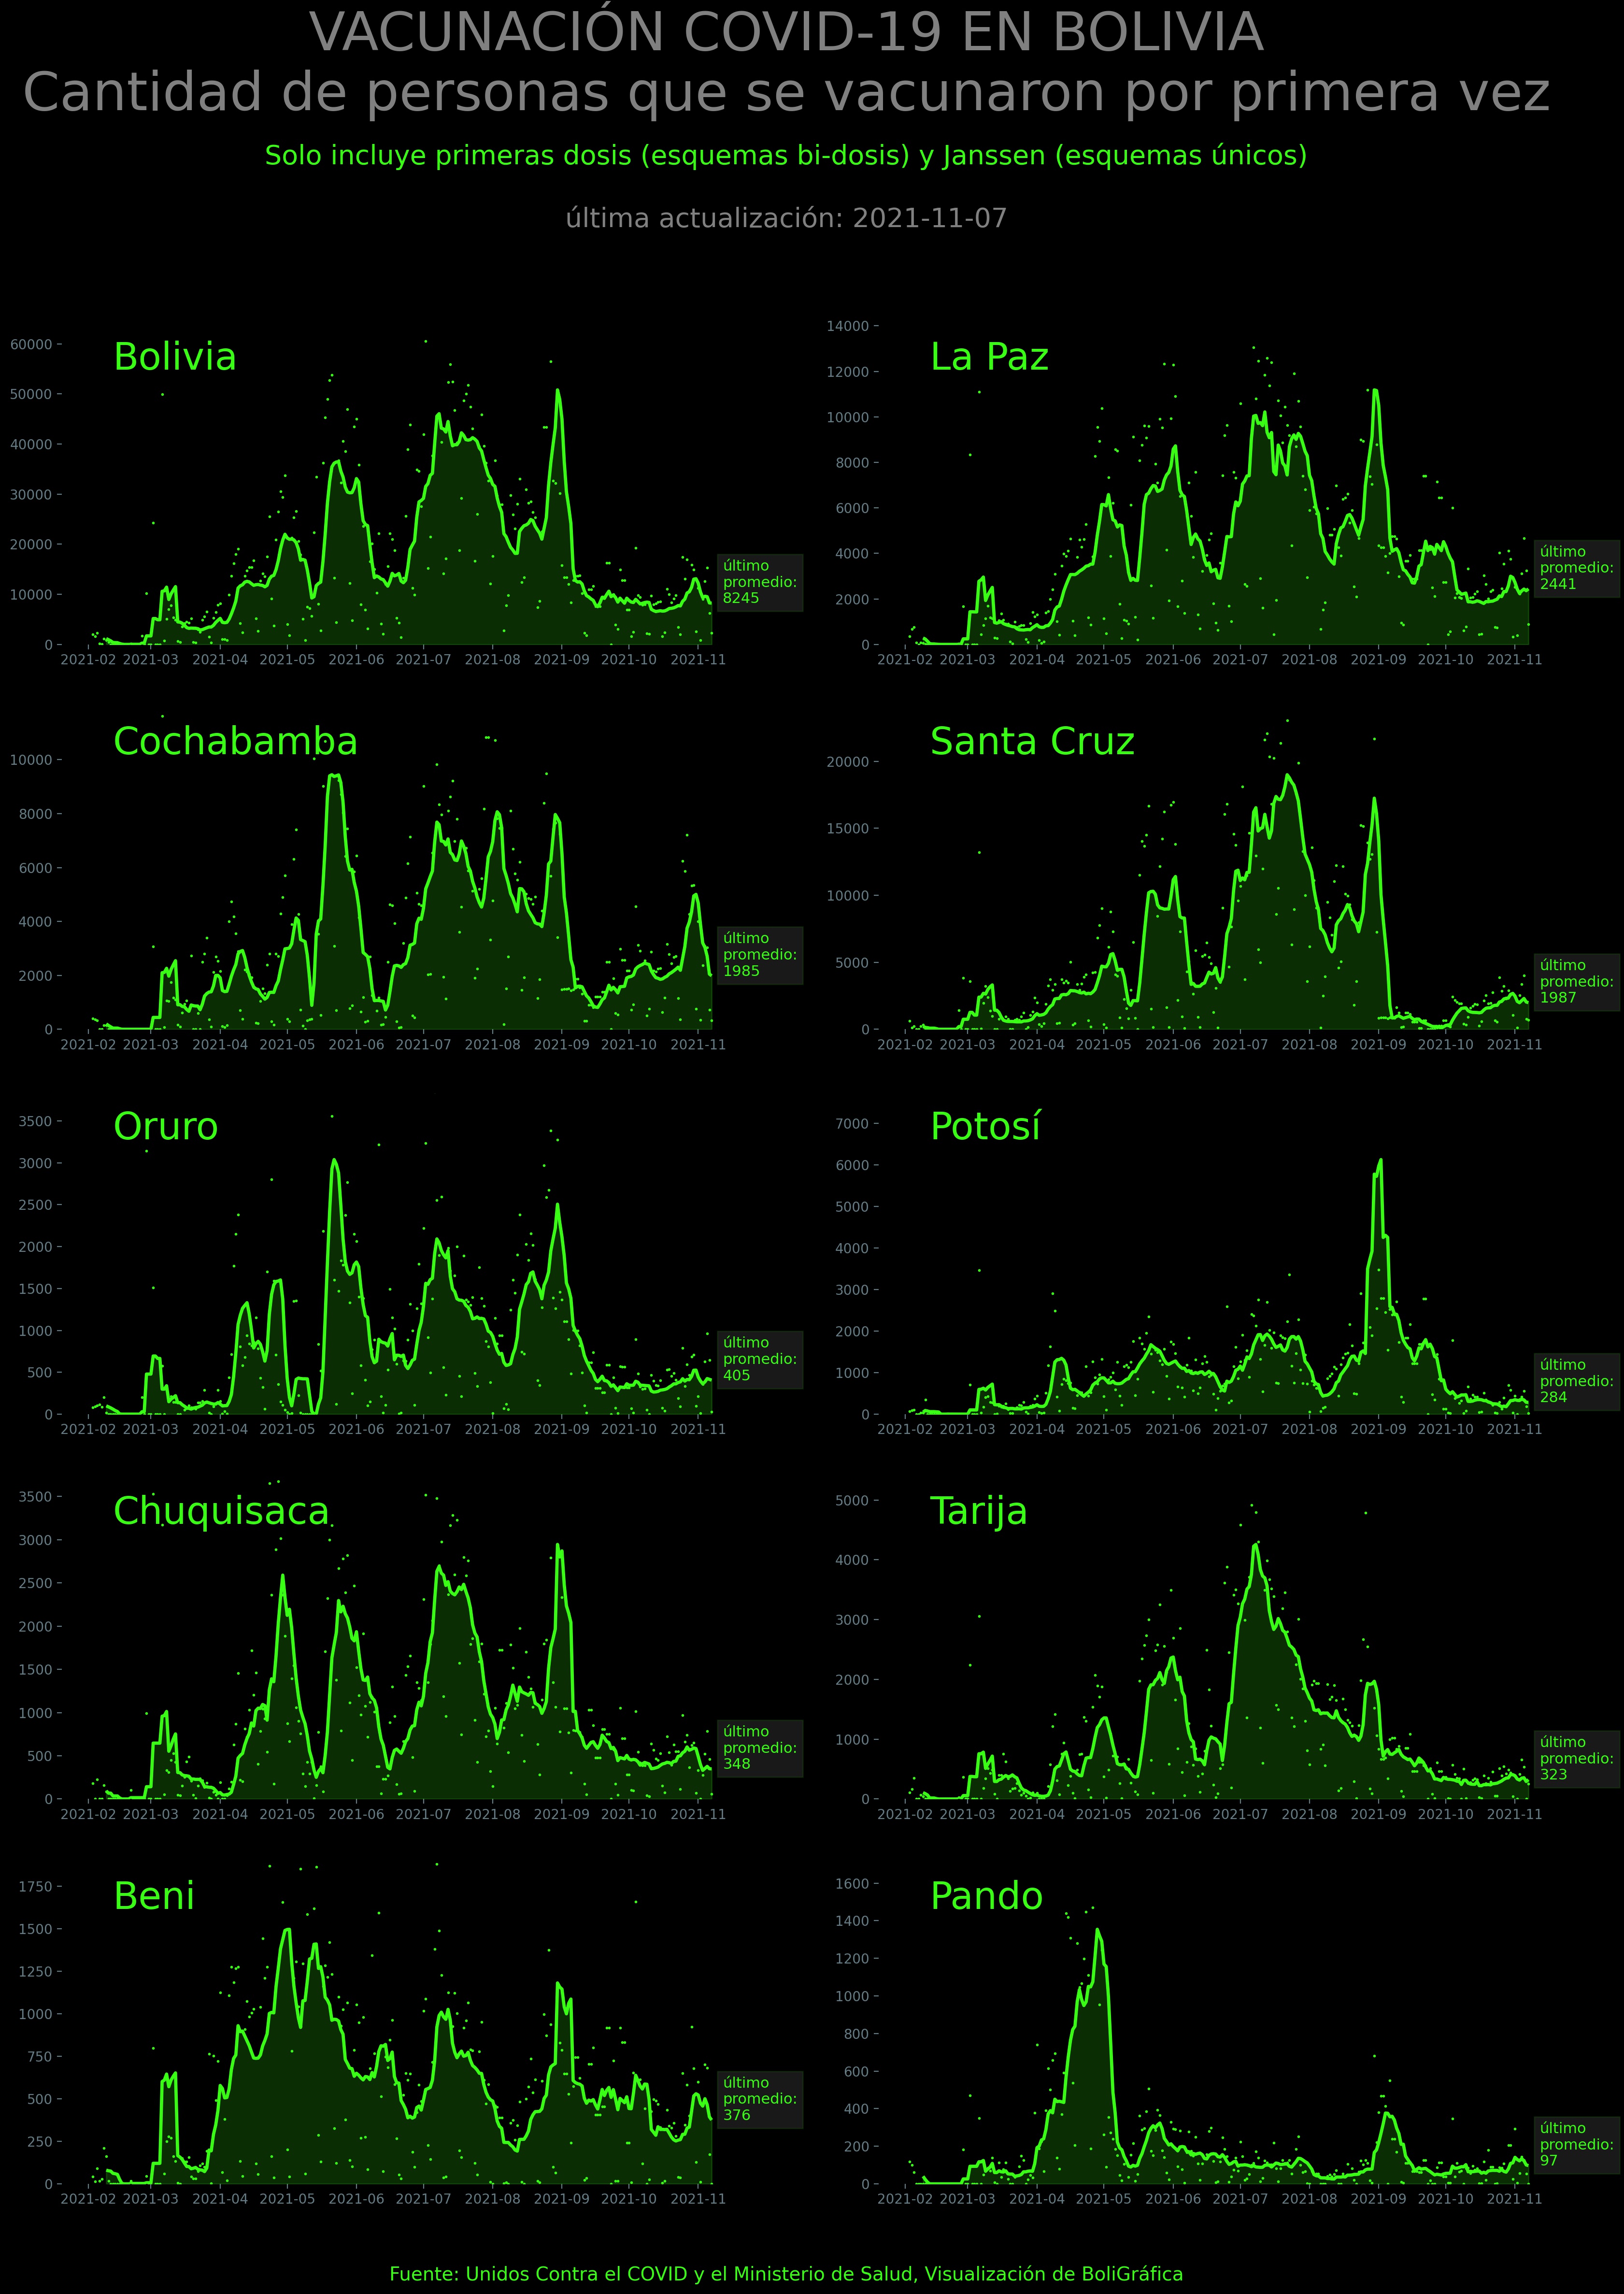 VACUNACIÓN COVID-19 EN BOLIVIA
Cantidad de personas que se vacunaron por primera vez
Solo incluye primeras dosis (esquemas bi-dosis) y Janssen (esquemas únicos)
última actualización: 2021-11-07
Bolivia
60000
50000
40000
30000
20000
10000
0
2021-02 2021-03 2021-04 2021-05 2021-06 2021-07 2021-08 2021-09 2021-10 2021-11
último
promedio:
8245
La Paz
14000
12000
10000
8000
6000
4000
2000
0
2021-02 2021-03 2021-04 2021-05 2021-06 2021-07 2021-08 2021-09 2021-10 2021-11
último
promedio:
2441
Cochabamba
10000
8000
6000
4000
2000
0
2021-02 2021-03 2021-04 2021-05 2021-06 2021-07 2021-08 2021-09 2021-10 2021-11
último
promedio:
1985
Santa Cruz
20000
15000
10000
5000
0
2021-02 2021-03 2021-04 2021-05 2021-06 2021-07 2021-08 2021-09 2021-10 2021-11
último
promedio:
1987
Oruro
3500
3000
2500
2000
1500
1000
500
0
2021-02 2021-03 2021-04 2021-05 2021-06 2021-07 2021-08 2021-09 2021-10 2021-11
último
promedio:
405
Potosí
7000
6000
5000
4000
3000
2000
1000
0
2021-02 2021-03 2021-04 2021-05 2021-06 2021-07 2021-08 2021-09 2021-10 2021-11
último
promedio:
284
Chuquisaca
3500
3000
2500
2000
1500
1000
500
0
2021-02 2021-03 2021-04 2021-05 2021-06 2021-07 2021-08 2021-09 2021-10 2021-11
último
promedio:
348
Tarija
5000
4000
3000
2000
1000
0
2021-02 2021-03 2021-04 2021-05 2021-06 2021-07 2021-08 2021-09 2021-10 2021-11
último
promedio:
323
Beni
1750
1500
1250
1000
750
500
250
0
2021-02 2021-03 2021-04 2021-05 2021-06 2021-07 2021-08 2021-09 2021-10 2021-11
último
promedio:
376
Pando
1600
1400
1200
1000
800
600
400
200
0
2021-02 2021-03 2021-04 2021-05 2021-06 2021-07 2021-08 2021-09 2021-10 2021-11
último
promedio:
97
Fuente: Unidos Contra el COVID y el Ministerio de Salud, Visualización de BoliGráfica